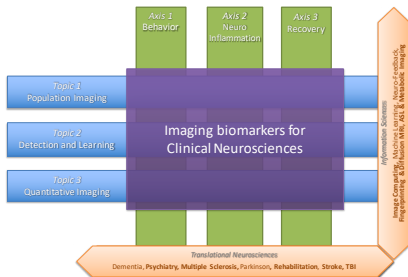 Axis 1
Behavior
Axis 2
Neuro
Inflammation
Axis 3
Recovery
Topic 1
Population Imaging
Topic 2
Detection and Learning
Topic 3
Quantitative Imaging
Imaging biomarkers for
Clinical Neurosciences
Information Sciences
Image Computing, Machine Learning, Neuro-Feedback,
Fingerprinting & Diffusion MRI, ASL & Metabolic Imaging
Translational Neurosciences
Dementia, Psychiatry, Multiple Sclerosis, Parkinson, Rehabilitation, Stroke, TBI